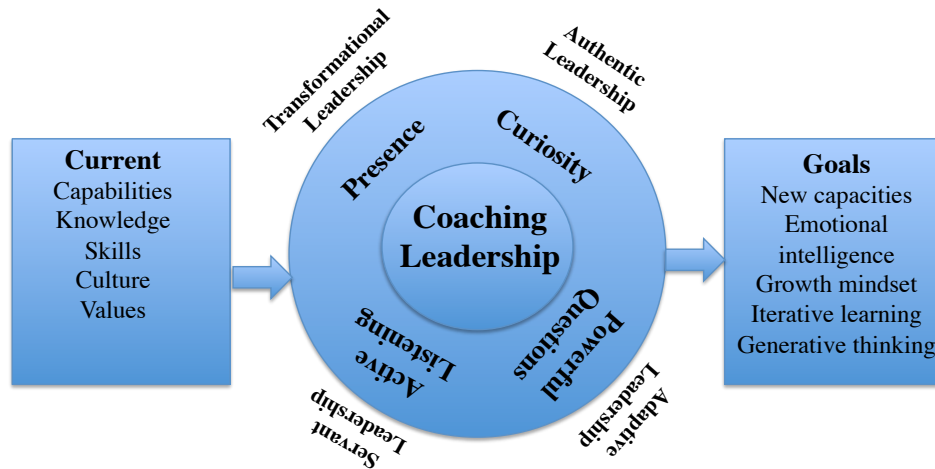 Transformational
Leadership
Authentic
Leadership
Current
Capabilities
Knowledge
Skills
Culture
Values
Presence
Curiosity
Coaching
Leadership
Active
Listening
Powerful
Questions
Servant
Leadership
Adaptive
Leadership
Goals
New capacities
Emotional
intelligence
Growth mindset
Iterative learning
Generative thinking